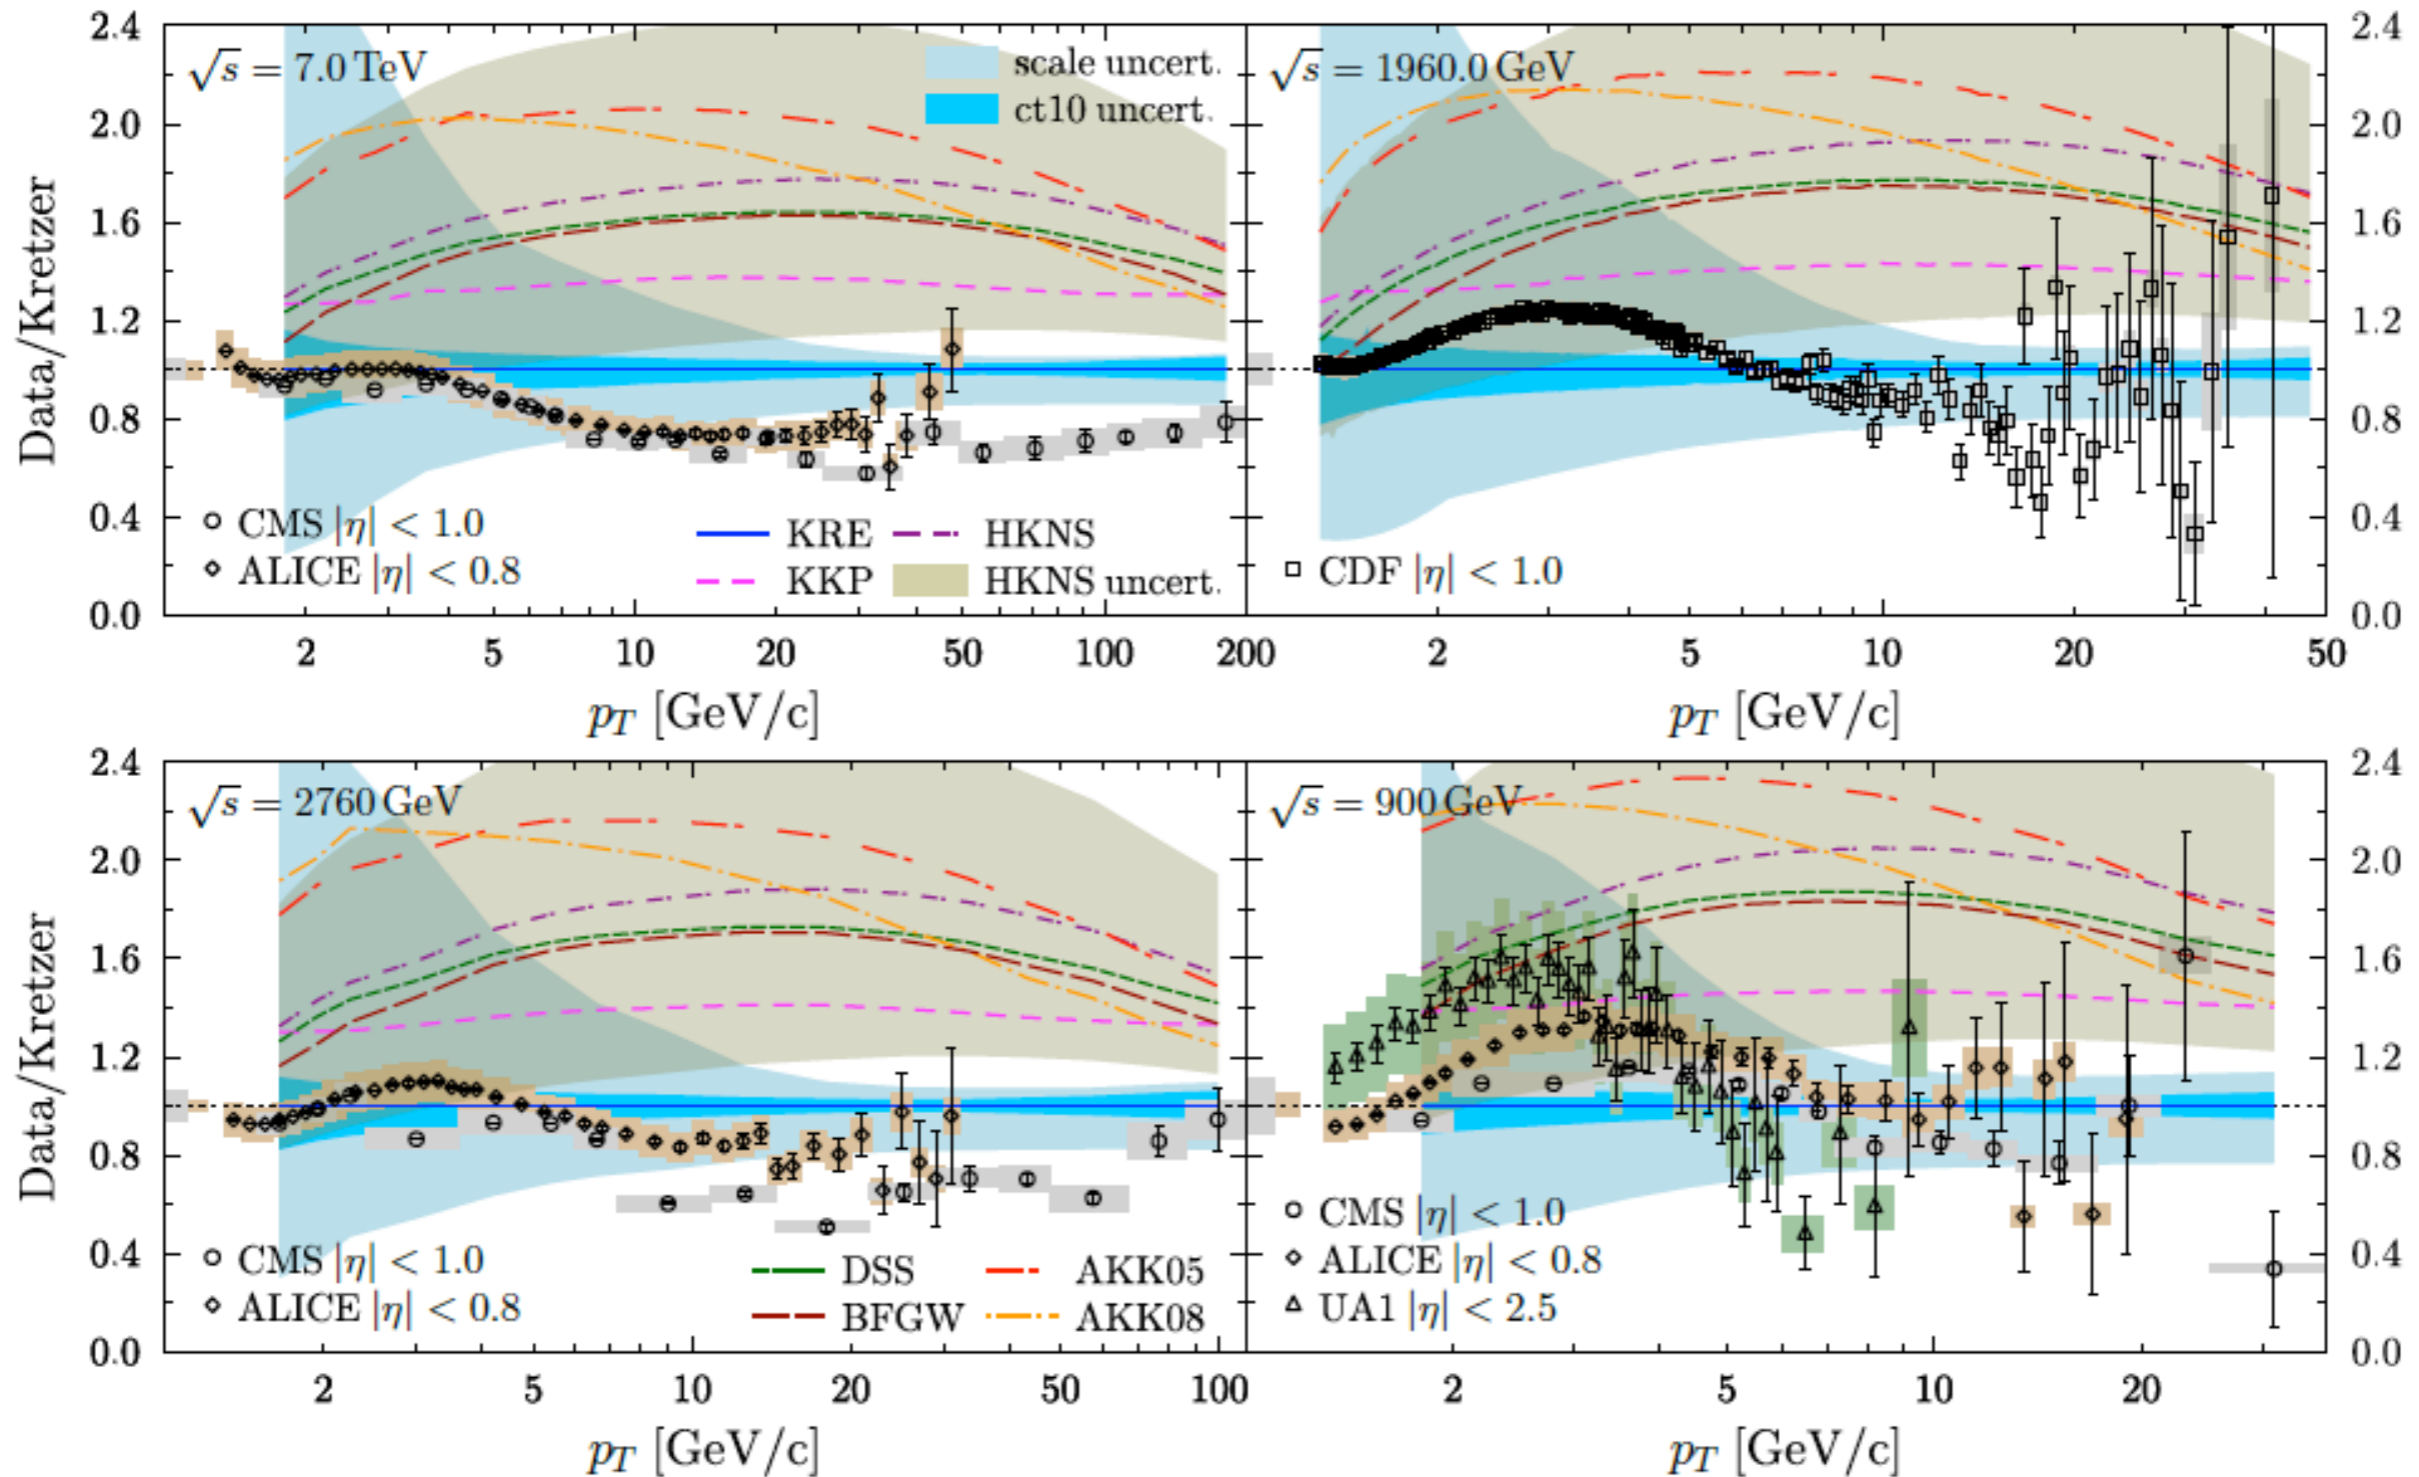 Data/Kretzer
2.4
2.0
1.6
1.2
0.8
0.4
0.0
√s = 7.0 TeV
scale uncert.
ct10 uncert.
CMS |η| < 1.0
ALICE |η| < 0.8
KRE
HKNS
KKP
HKNS uncert.
2 5 10 20 50 100 200
p_T [GeV/c]
√s = 1960.0 GeV
CDF |η| < 1.0
2.4
2.0
1.6
1.2
0.8
0.4
0.0
2 5 10 20 50
p_T [GeV/c]
Data/Kretzer
2.4
2.0
1.6
1.2
0.8
0.4
0.0
√s = 2760 GeV
CMS |η| < 1.0
ALICE |η| < 0.8
DSS
AKK05
BFGW
AKK08
2 5 10 20 50 100
p_T [GeV/c]
√s = 900 GeV
CMS |η| < 1.0
ALICE |η| < 0.8
UA1 |η| < 2.5
2.4
2.0
1.6
1.2
0.8
0.4
0.0
2 5 10 20
p_T [GeV/c]